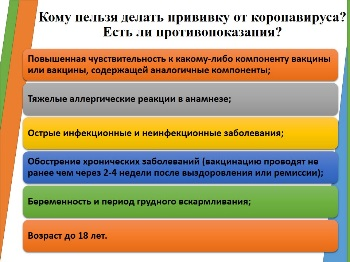 Кому нельзя делать прививку от коронавируса?
Есть ли противопоказания?
Повышенная чувствительность к какому-либо компоненту вакцины
или вакцины, содержащей аналогичные компоненты;
Тяжелые аллергические реакции в анамнезе;
Острые инфекционные и неинфекционные заболевания;
Обострение хронических заболеваний (вакцинацию проводят не
ранее чем через 2-4 недели после выздоровления или ремиссии);
Беременность и период грудного вскармливания;
Возраст до 18 лет.